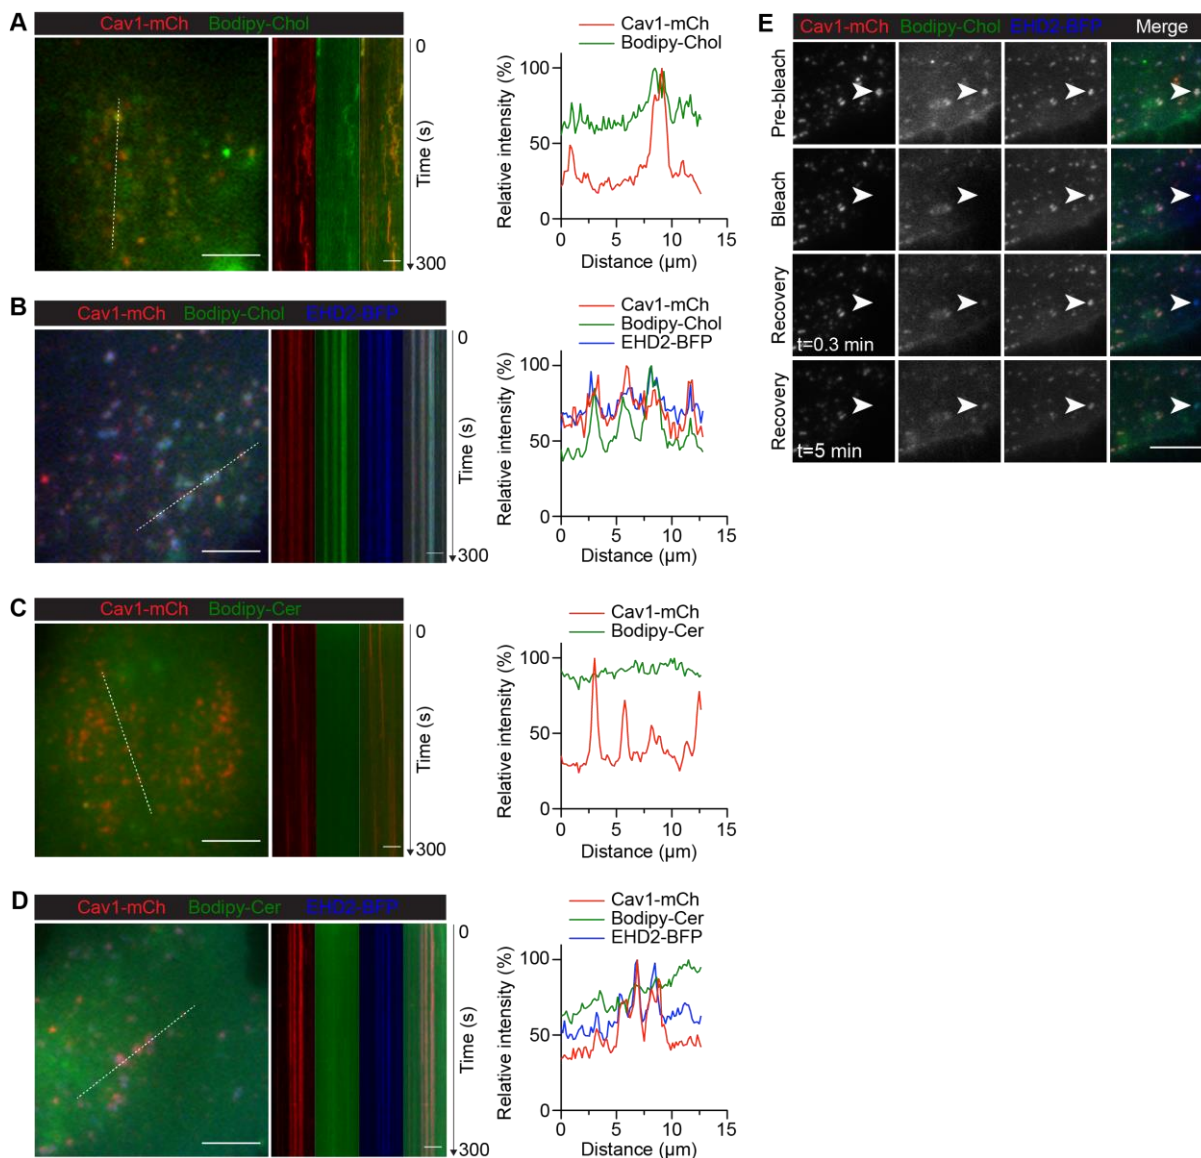 A
Cav1-mCh Bodipy-Chol
0
Time (s)
300
Cav1-mCh
Bodipy-Chol
Relative intensity (%)
100
50
0
0 5 10 15
Distance (µm)
B
Cav1-mCh Bodipy-Chol EHD2-BFP
0
Time (s)
300
Cav1-mCh
Bodipy-Chol
EHD2-BFP
Relative intensity (%)
100
50
0
0 5 10 15
Distance (µm)
C
Cav1-mCh Bodipy-Cer
0
Time (s)
300
Cav1-mCh
Bodipy-Cer
Relative intensity (%)
100
50
0
0 5 10 15
Distance (µm)
D
Cav1-mCh Bodipy-Cer EHD2-BFP
0
Time (s)
300
Cav1-mCh
Bodipy-Cer
EHD2-BFP
Relative intensity (%)
100
50
0
0 5 10 15
Distance (µm)
E
Cav1-mCh Bodipy-Chol EHD2-BFP Merge
Pre-bleach
Bleach
Recovery
t=0.3 min
Recovery
t=5 min